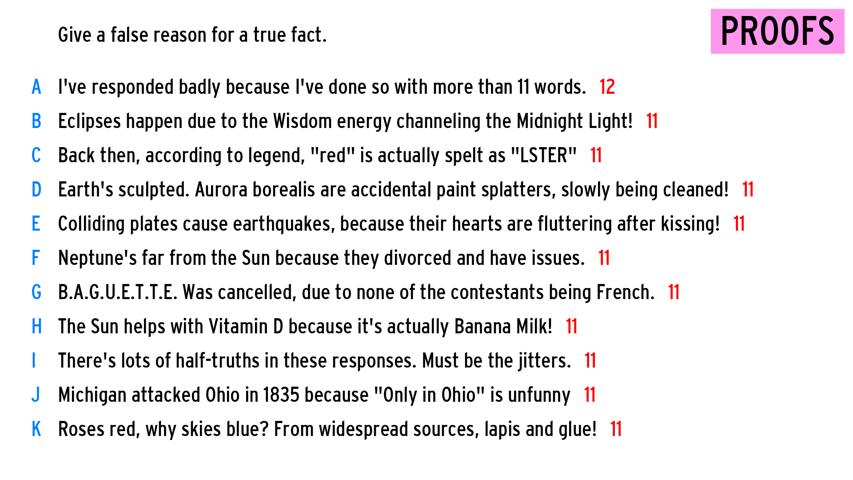 Give a false reason for a true fact.
PROOFS
A I've responded badly because I've done so with more than 11 words. 12
B Eclipses happen due to the Wisdom energy channeling the Midnight Light! 11
C Back then, according to legend, "red" is actually spelt as "LSTER" 11
D Earth's sculpted. Aurora borealis are accidental paint splatters, slowly being cleaned! 11
E Colliding plates cause earthquakes, because their hearts are fluttering after kissing! 11
F Neptune's far from the Sun because they divorced and have issues. 11
G B.A.G.U.E.T.T.E. Was cancelled, due to none of the contestants being French. 11
H The Sun helps with Vitamin D because it's actually Banana Milk! 11
I There's lots of half-truths in these responses. Must be the jitters. 11
J Michigan attacked Ohio in 1835 because "Only in Ohio" is unfunny 11
K Roses red, why skies blue? From widespread sources, lapis and glue! 11